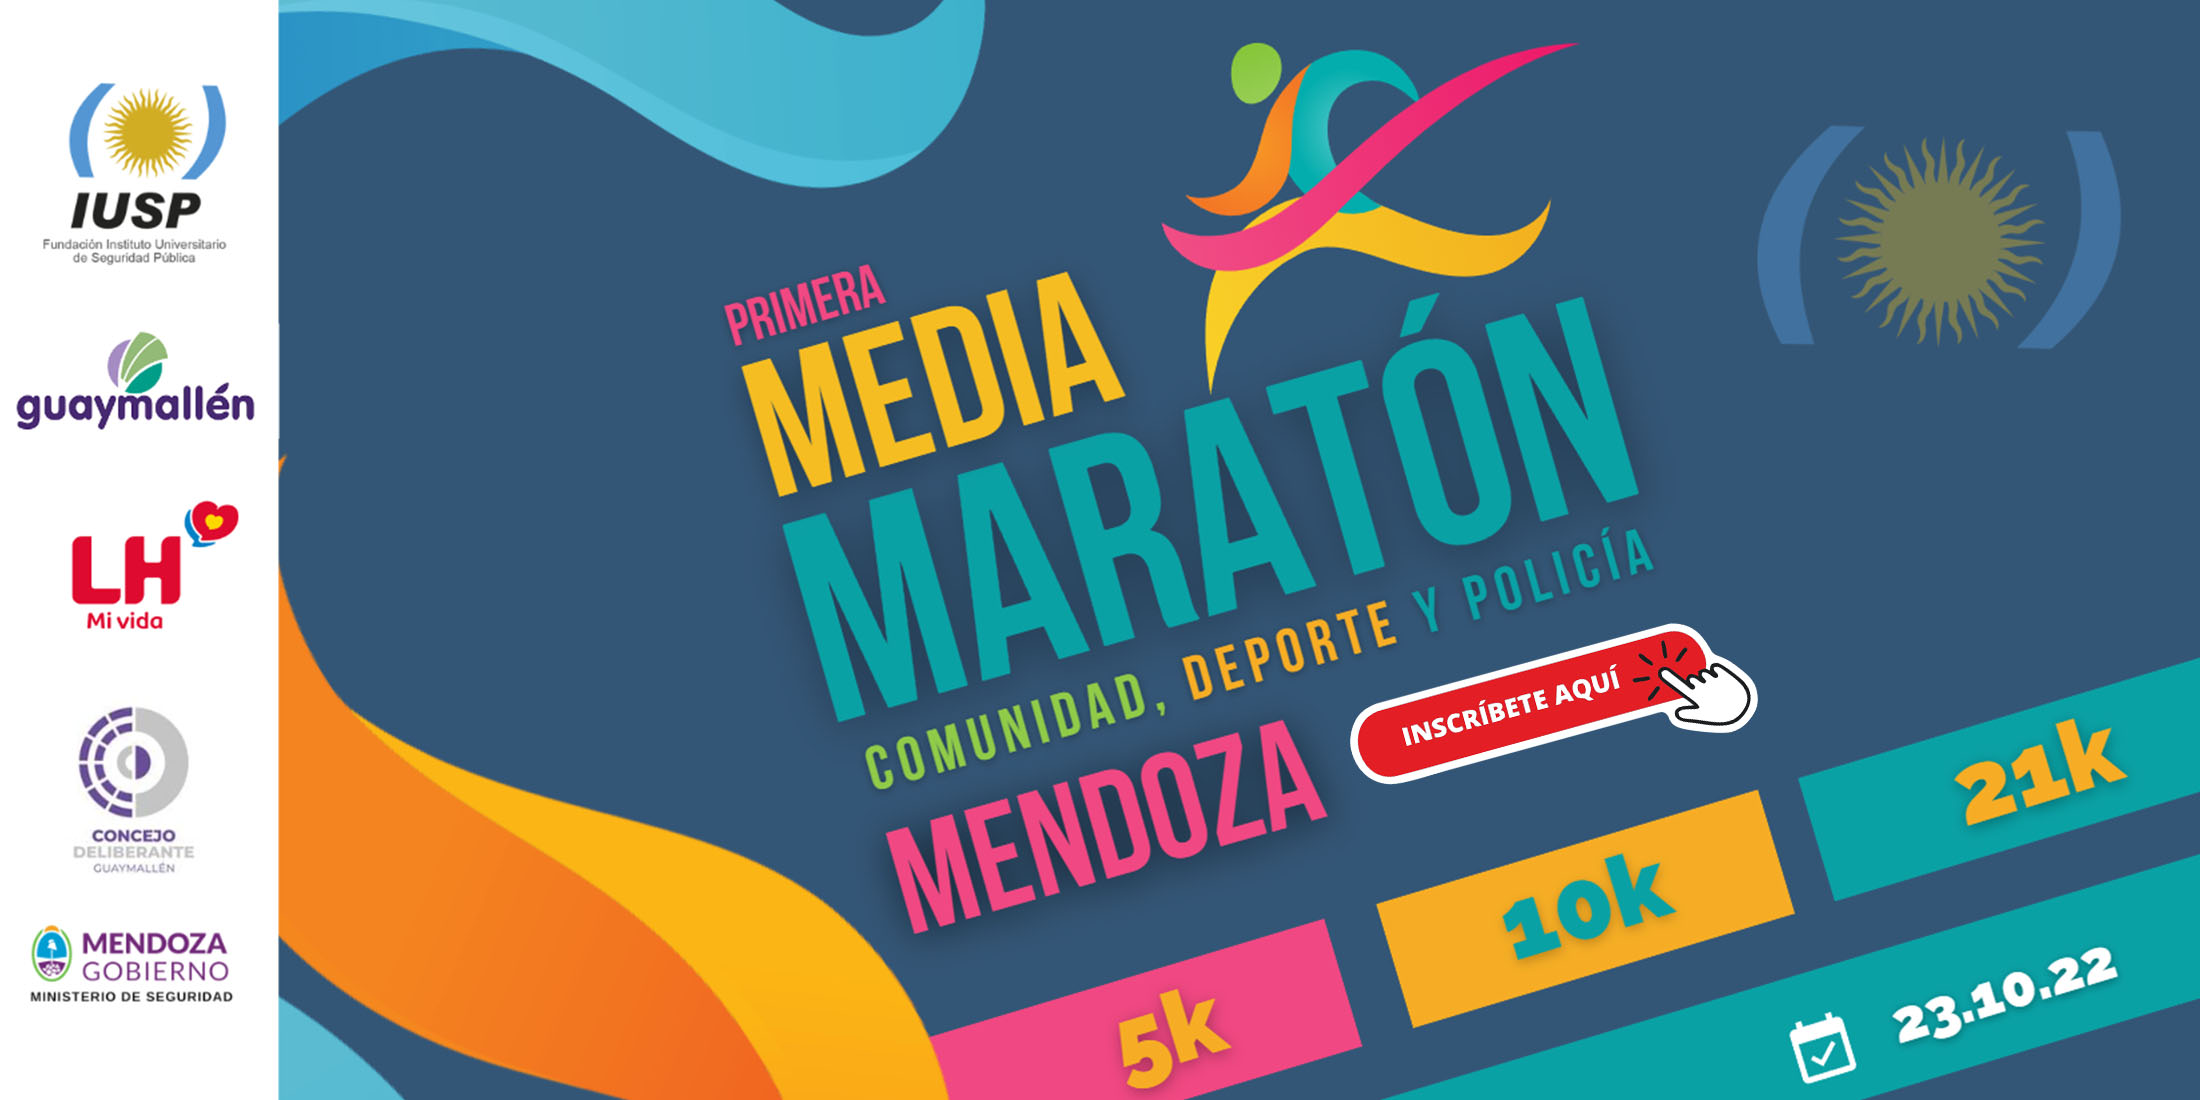 IUSP
Fundación Instituto Universitario
de Seguridad Pública
guaymallén
LH
Mi vida
CONCEJO
DELIBERANTE
GUAYMALLÉN
MENDOZA
GOBIERNO
MINISTERIO DE SEGURIDAD
PRIMERA
MEDIA
MARATÓN
COMUNIDAD, DEPORTE Y POLICÍA
MENDOZA
INSCRÍBETE AQUÍ
5k
10k
21k
23.10.22